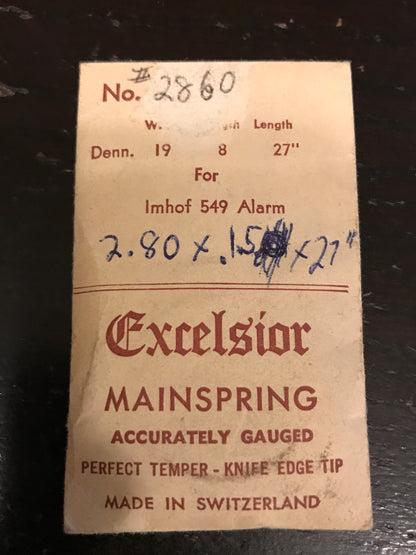 No. #2860
Length
Denn. 19 8 27"
For
Imhof 549 Alarm
2.80 x .15 x 27"
Excelsior
MAINSPRING
ACCURATELY GAUGED
PERFECT TEMPER - KNIFE EDGE TIP
MADE IN SWITZERLAND